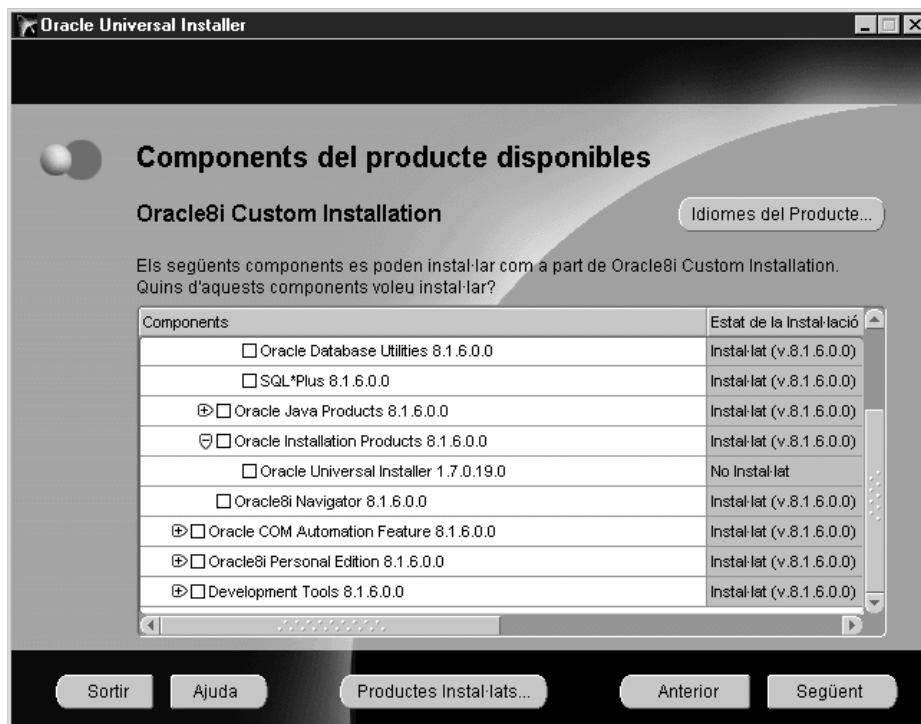 Oracle Universal Installer
Components del producte disponibles
Oracle8i Custom Installation
Idiomes del Producte...
Els següents components es poden instal·lar com a part de Oracle8i Custom Installation.
Quins d'aquests components voleu instal·lar?
Components Estat de la Instal·lació
Oracle Database Utilities 8.1.6.0.0 Instal·lat (v.8.1.6.0.0)
SQL*Plus 8.1.6.0.0 Instal·lat (v.8.1.6.0.0)
Oracle Java Products 8.1.6.0.0 Instal·lat (v.8.1.6.0.0)
Oracle Installation Products 8.1.6.0.0 Instal·lat (v.8.1.6.0.0)
Oracle Universal Installer 1.7.0.19.0 No Instal·lat
Oracle8i Navigator 8.1.6.0.0 Instal·lat (v.8.1.6.0.0)
Oracle COM Automation Feature 8.1.6.0.0 Instal·lat (v.8.1.6.0.0)
Oracle8i Personal Edition 8.1.6.0.0 Instal·lat (v.8.1.6.0.0)
Development Tools 8.1.6.0.0 Instal·lat (v.8.1.6.0.0)
Sortir Ajuda Productes Instal·lats... Anterior Següent